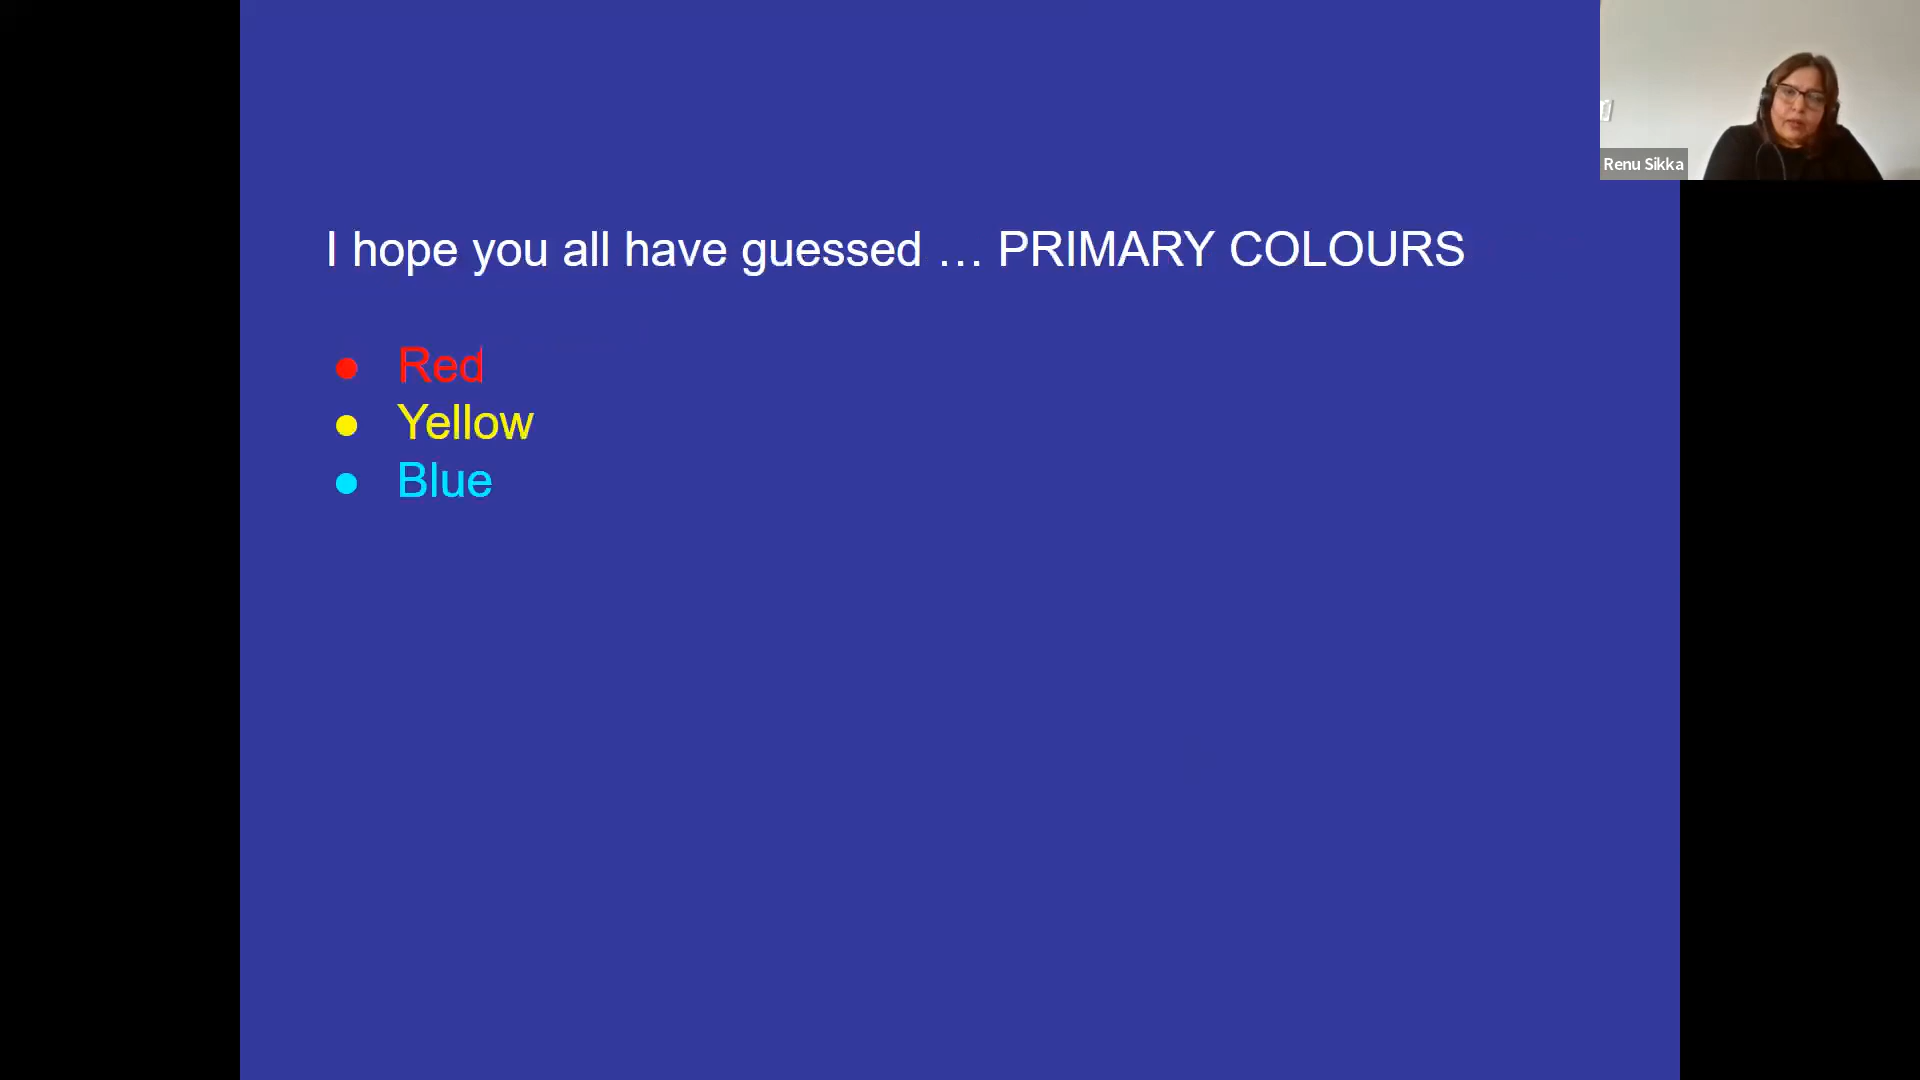 I hope you all have guessed … PRIMARY COLOURS
● Red
● Yellow
● Blue
Renu Sikka